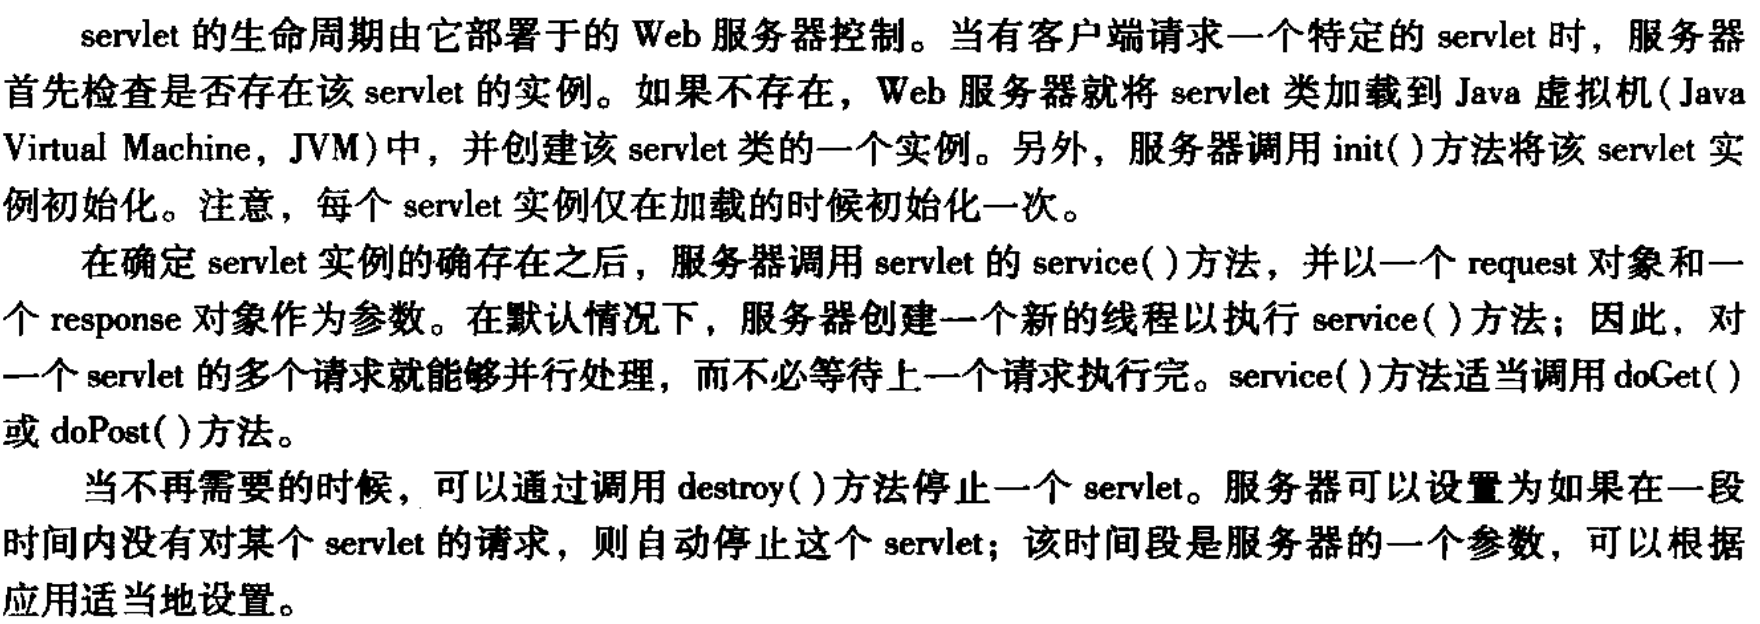 servlet 的生命周期由它部署于的 Web 服务器控制。当有客户端请求一个特定的 servlet 时，服务器
首先检查是否存在该 servlet 的实例。如果不存在，Web 服务器就将 servlet 类加载到 Java 虚拟机(Java
Virtual Machine，JVM)中，并创建该 servlet 类的一个实例。另外，服务器调用 init( )方法将该 servlet 实
例初始化。注意，每个 servlet 实例仅在加载的时候初始化一次。
在确定 servlet 实例的确存在之后，服务器调用 servlet 的 service( )方法，并以一个 request 对象和一
个 response 对象作为参数。在默认情况下，服务器创建一个新的线程以执行 service( )方法；因此，对
一个 servlet 的多个请求就能够并行处理，而不必等待上一个请求执行完。service( )方法适当调用 doGet( )
或 doPost( )方法。
当不再需要的时候，可以通过调用 destroy( )方法停止一个 servlet。服务器可以设置为如果在一段
时间内没有对某个 servlet 的请求，则自动停止这个 servlet；该时间段是服务器的一个参数，可以根据
应用适当地设置。